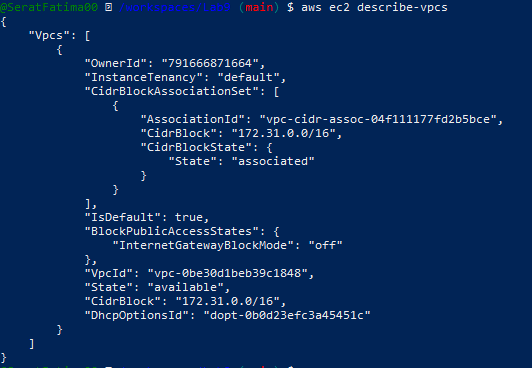 @SeratFatima00 (main) $ aws ec2 describe-vpcs
{
    "Vpcs": [
        {
            "OwnerId": "791666871664",
            "InstanceTenancy": "default",
            "CidrBlockAssociationSet": [
                {
                    "AssociationId": "vpc-cidr-assoc-04f111177fd2b5bce",
                    "CidrBlock": "172.31.0.0/16",
                    "CidrBlockState": {
                        "State": "associated"
                    }
                }
            ],
            "IsDefault": true,
            "BlockPublicAccessStates": {
                "InternetGatewayBlockMode": "off"
            },
            "VpcId": "vpc-0be30d1beb39c1848",
            "State": "available",
            "CidrBlock": "172.31.0.0/16",
            "DhcpOptionsId": "dopt-0b0d23efc3a45451c"
        }
    ]
}